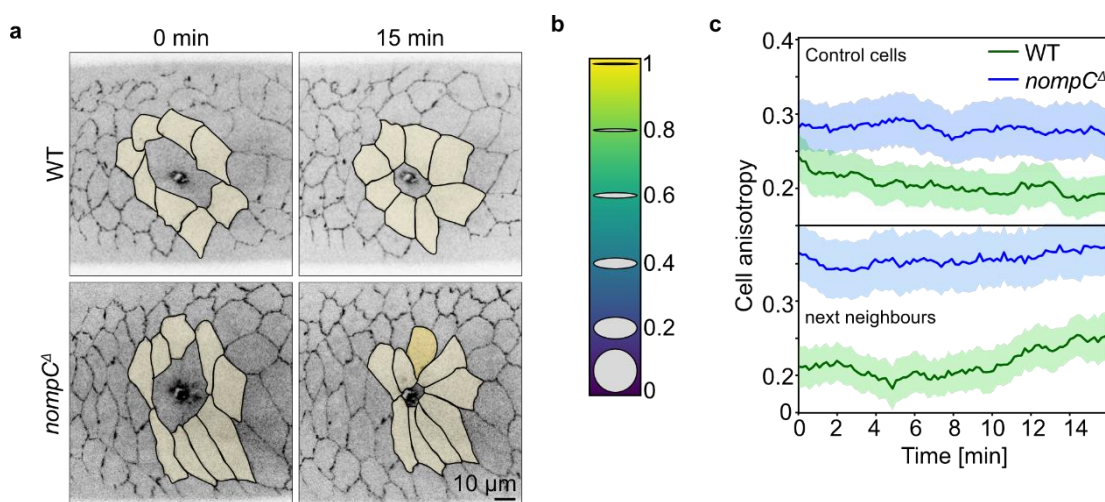 a
0 min
15 min
WT
nompCΔ
10 µm
b
1
0.8
0.6
0.4
0.2
0
c
0.4
0.3
0.2
0.3
0.2
0
Cell anisotropy
Control cells
WT
nompCΔ
next neighbours
0 2 4 6 8 10 12 14
Time [min]